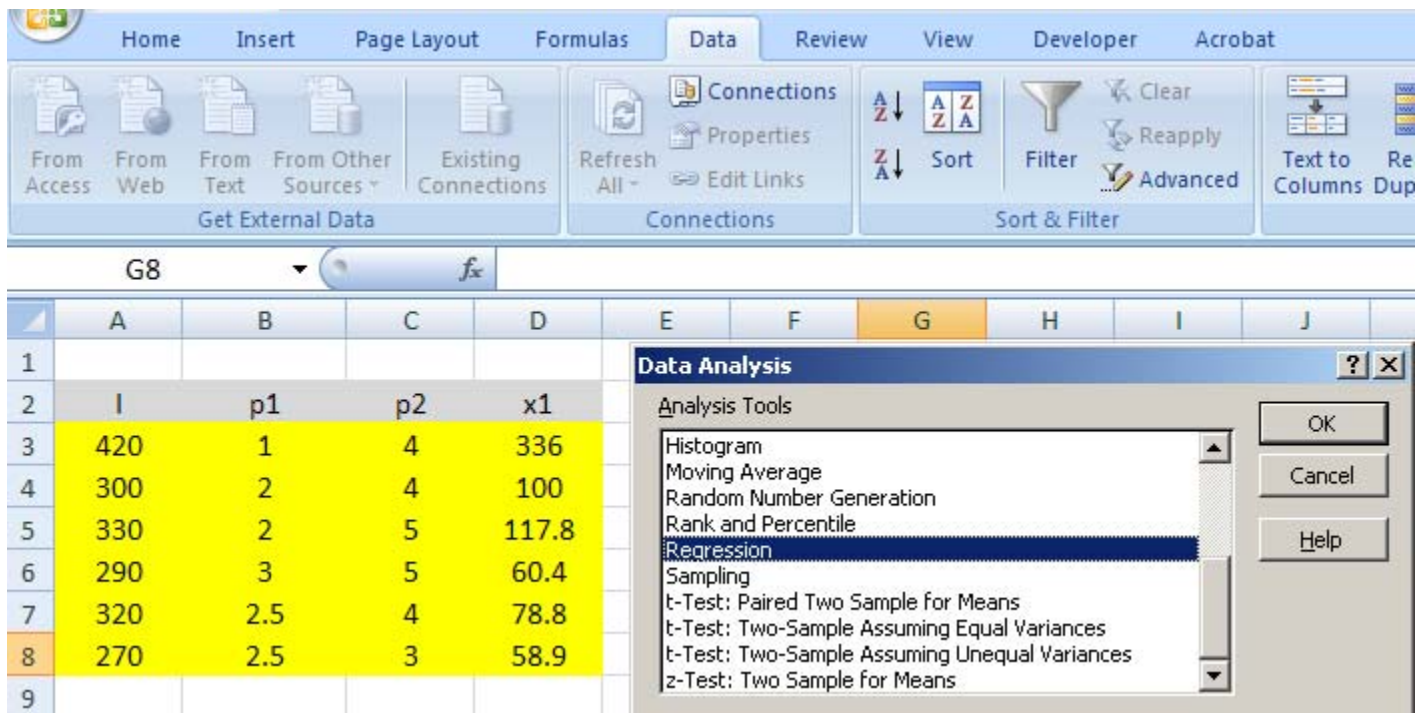 Home Insert Page Layout Formulas Data Review View Developer Acrobat
From Access
From Web
From Text
From Other Sources
Existing Connections
Get External Data
Refresh All
Connections
Properties
Edit Links
Connections
A Z
Z A
A Z
Z A
Sort
Filter
Clear
Reapply
Advanced
Sort & Filter
Text to Columns
Re
Dup
G8 fx
A B C D E F G H I J
1
2 I p1 p2 x1
3 420 1 4 336
4 300 2 4 100
5 330 2 5 117.8
6 290 3 5 60.4
7 320 2.5 4 78.8
8 270 2.5 3 58.9
9
Data Analysis ? X
Analysis Tools
Histogram
Moving Average
Random Number Generation
Rank and Percentile
Regression
Sampling
t-Test: Paired Two Sample for Means
t-Test: Two-Sample Assuming Equal Variances
t-Test: Two-Sample Assuming Unequal Variances
z-Test: Two Sample for Means
OK
Cancel
Help